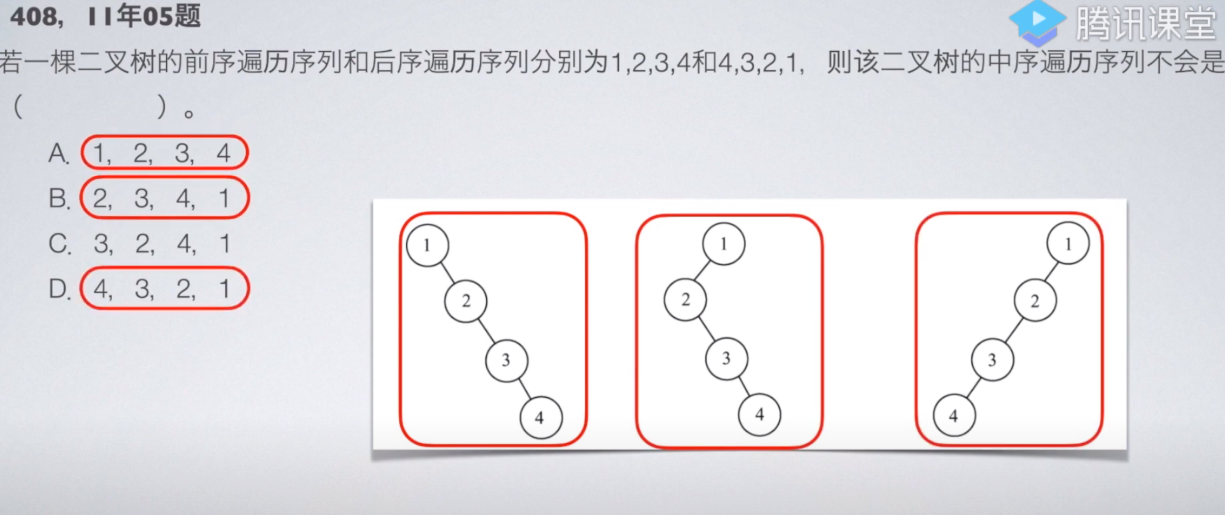 408，11年05题
腾讯课堂
若一棵二叉树的前序遍历序列和后序遍历序列分别为1,2,3,4和4,3,2,1，则该二叉树的中序遍历序列不会是
（ ）。
A. 1，2，3，4
B. 2，3，4，1
C. 3，2，4，1
D. 4，3，2，1
1 1 1
2 2 2
3 3 3
4 4 4